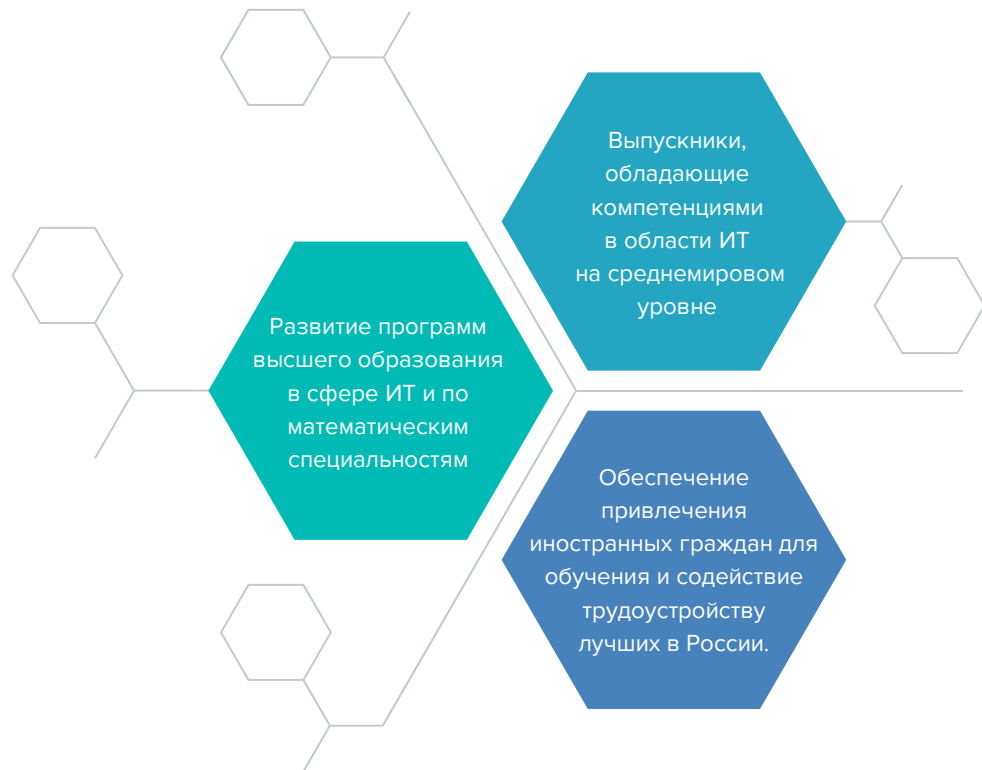 Выпускники,
обладающие
компетенциями
в области ИТ
на среднемировом
уровне
Развитие программ
высшего образования
в сфере ИТ и по
математическим
специальностям
Обеспечение
привлечения
иностранных граждан для
обучения и содействие
трудоустройству
лучших в России.